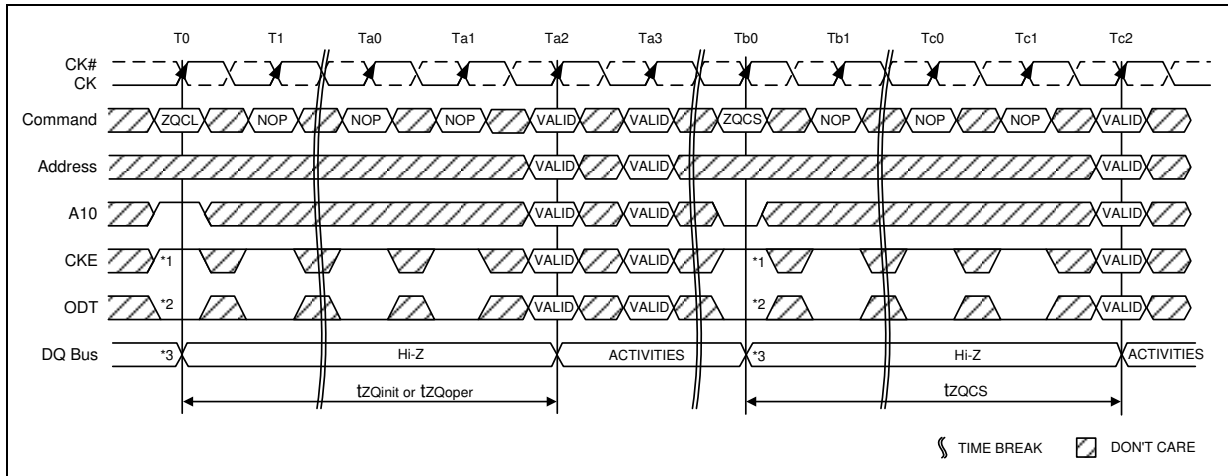 T0 T1 Ta0 Ta1 Ta2 Ta3 Tb0 Tb1 Tc0 Tc1 Tc2
CK#
CK
Command ZQCL NOP NOP NOP VALID VALID ZQCS NOP NOP NOP VALID
Address VALID VALID VALID
A10 VALID VALID VALID
CKE *1 VALID VALID *1 VALID
ODT *2 VALID VALID *2 VALID
DQ Bus *3 Hi-Z ACTIVITIES *3 Hi-Z ACTIVITIES
tZQinit or tZQoper tZQCS
TIME BREAK DON'T CARE